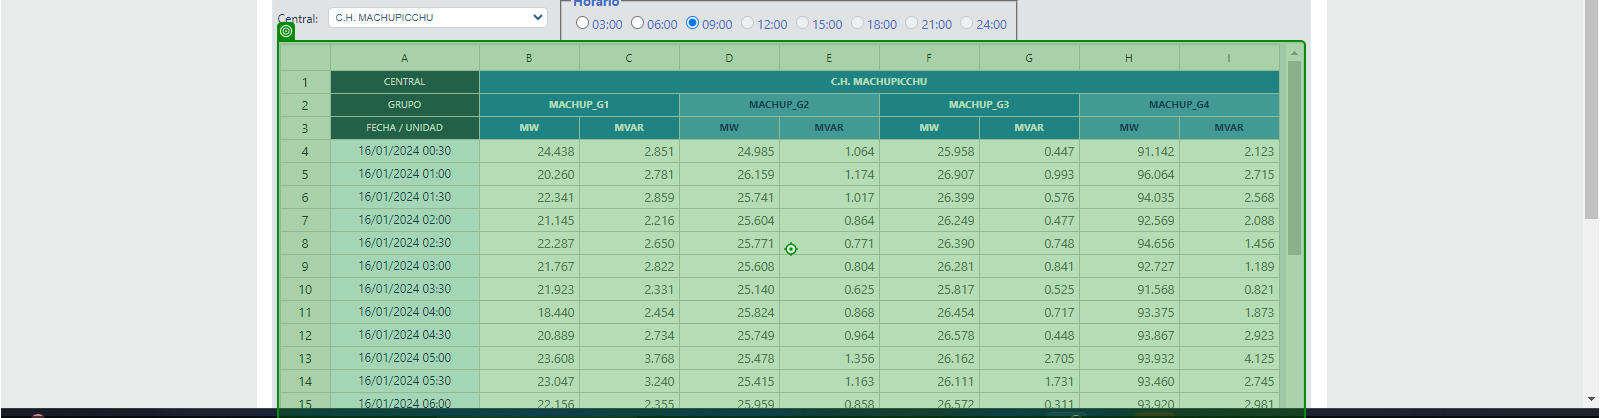 Horario
Central: C.H. MACHUPICCHU 03:00 06:00 09:00 12:00 15:00 18:00 21:00 24:00
A B C D E F G H I
1 CENTRAL C.H. MACHUPICCHU
2 GRUPO MACHUP_G1 MACHUP_G2 MACHUP_G3 MACHUP_G4
3 FECHA / UNIDAD MW MVAR MW MVAR MW MVAR MW MVAR
4 16/01/2024 00:30 24.438 2.851 24.985 1.064 25.958 0.447 91.142 2.123
5 16/01/2024 01:00 20.260 2.781 26.159 1.174 26.907 0.993 96.064 2.715
6 16/01/2024 01:30 22.341 2.859 25.741 1.017 26.399 0.576 94.035 2.568
7 16/01/2024 02:00 21.145 2.216 25.604 0.864 26.249 0.477 92.569 2.088
8 16/01/2024 02:30 22.287 2.650 25.771 0.771 26.390 0.748 94.656 1.456
9 16/01/2024 03:00 21.767 2.822 25.608 0.804 26.281 0.841 92.727 1.189
10 16/01/2024 03:30 21.923 2.331 25.140 0.625 25.817 0.525 91.568 0.821
11 16/01/2024 04:00 18.440 2.454 25.824 0.868 26.454 0.717 93.375 1.873
12 16/01/2024 04:30 20.889 2.734 25.749 0.964 26.578 0.448 93.867 2.923
13 16/01/2024 05:00 23.608 3.768 25.478 1.356 26.162 2.705 93.932 4.125
14 16/01/2024 05:30 23.047 3.240 25.415 1.163 26.111 1.731 93.460 2.745
15 16/01/2024 06:00 22.156 2.355 25.959 0.858 26.572 0.311 93.920 2.981